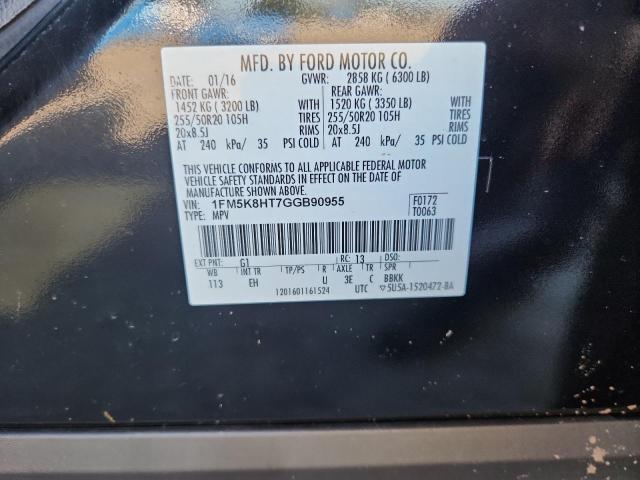 MFD. BY FORD MOTOR CO.
DATE: 01/16 GVWR: 2858 KG ( 6300 LB)
FRONT GAWR: REAR GAWR:
1452 KG ( 3200 LB) WITH 1520 KG ( 3350 LB) WITH
255/50R20 105H TIRES 255/50R20 105H TIRES
20x8.5J RIMS 20x8.5J RIMS
AT 240 kPa/ 35 PSI COLD AT 240 kPa/ 35 PSI COLD
THIS VEHICLE CONFORMS TO ALL APPLICABLE FEDERAL MOTOR
VEHICLE SAFETY STANDARDS IN EFFECT ON THE DATE OF
MANUFACTURE SHOWN ABOVE.
VIN: 1FM5K8HT7GGB90955 F0172
TYPE: MPV T0063
EXT PNT: G1 RC: 13 DSO:
WB INT TR TP/PS R AXLE TR SPR
113 EH U 3E C BBKK
1201601161524 UTC ▽5U5A-1520472-BA